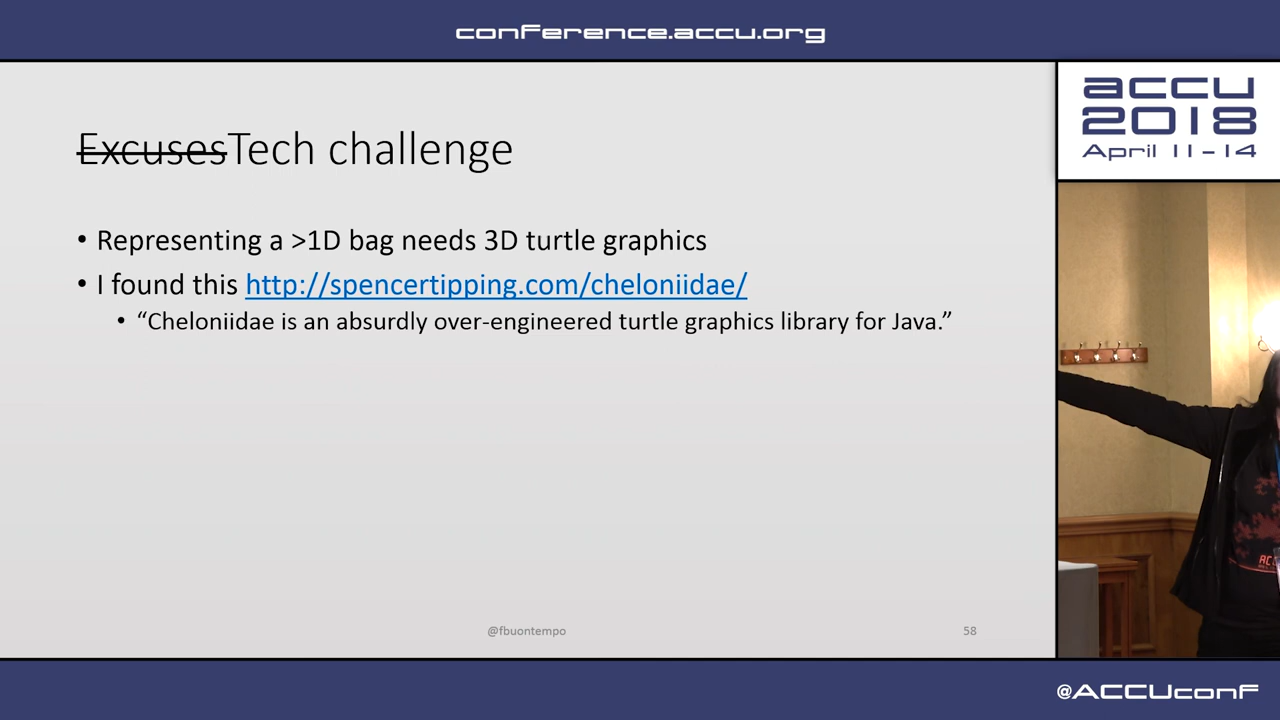 conference.accu.org
accu
2018
April 11-14
ExcusesTech challenge
• Representing a >1D bag needs 3D turtle graphics
• I found this http://spencertipping.com/cheloniidae/
• “Cheloniidae is an absurdly over-engineered turtle graphics library for Java.”
@fbuontempo
58
@ACCUconf